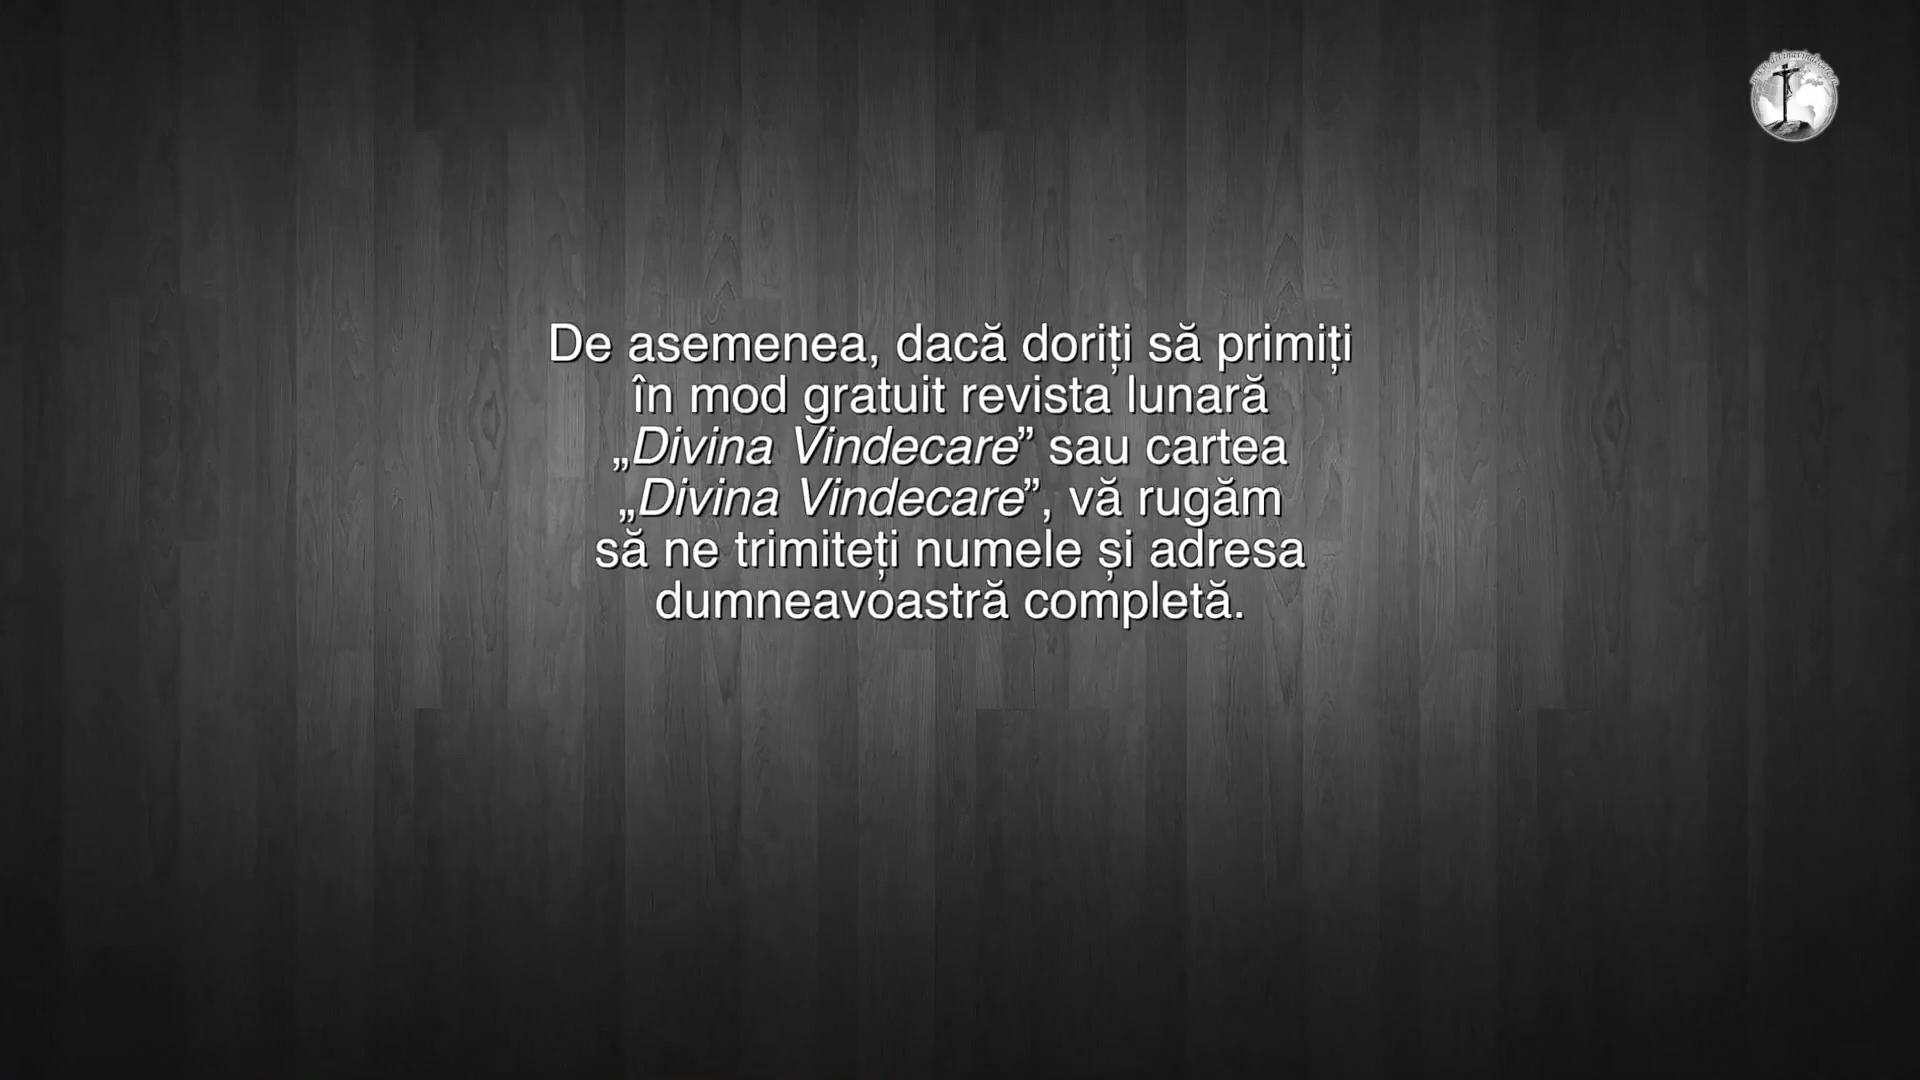 De asemenea, dacă doriți să primiți
în mod gratuit revista lunară
„Divina Vindecare” sau cartea
„Divina Vindecare”, vă rugăm
să ne trimiteți numele și adresa
dumneavoastră completă.